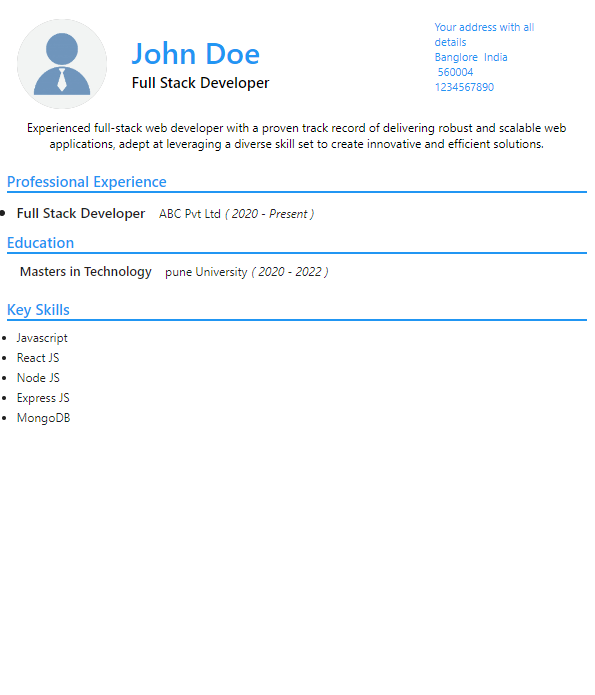 John Doe
Full Stack Developer
Your address with all
details
Banglore  India
560004
1234567890
Experienced full-stack web developer with a proven track record of delivering robust and scalable web
applications, adept at leveraging a diverse skill set to create innovative and efficient solutions.
Professional Experience
Full Stack Developer ABC Pvt Ltd ( 2020 - Present )
Education
Masters in Technology pune University ( 2020 - 2022 )
Key Skills
Javascript
React JS
Node JS
Express JS
MongoDB